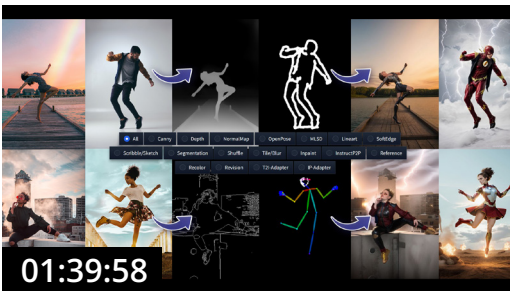 All Canny Depth NormalMap OpenPose MLSD Lineart SoftEdge
Scribble/Sketch Segmentation Shuffle Tile/Blur Inpaint InstructP2P Reference
Recolor Revision T2I-Adapter IP-Adapter
01:39:58